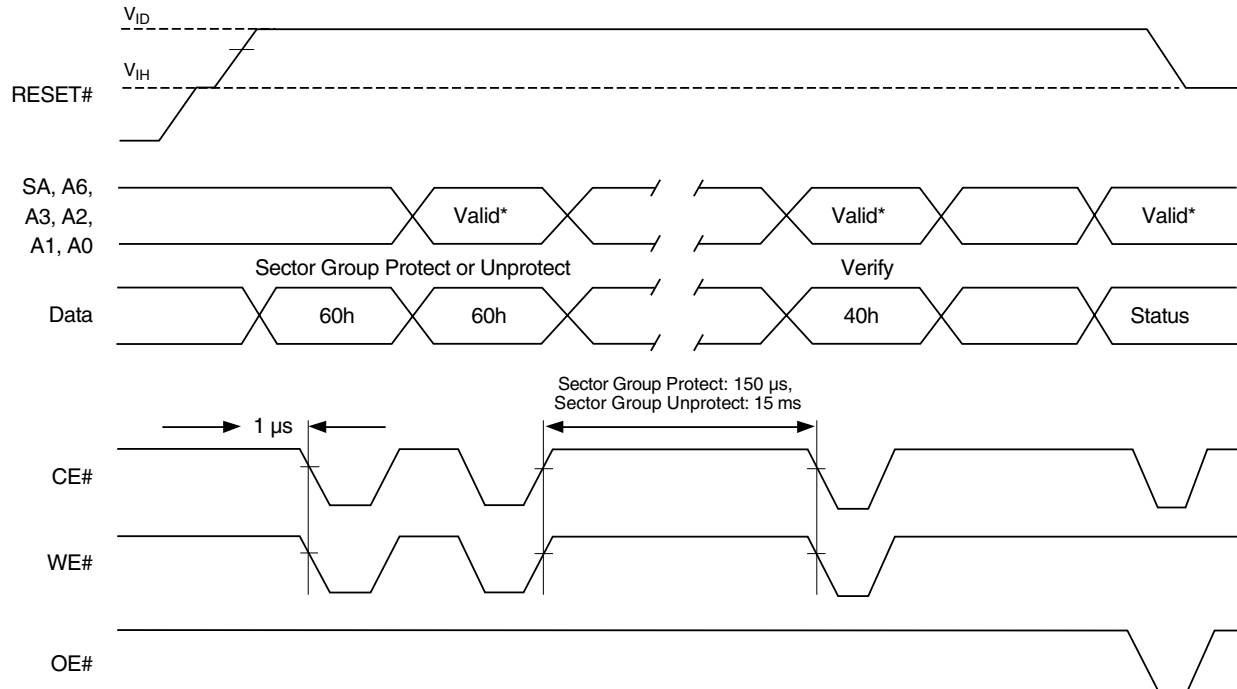 VID
VIH
RESET#
SA, A6,
A3, A2,
A1, A0
Valid*
Valid*
Valid*
Sector Group Protect or Unprotect
Verify
Data
60h
60h
40h
Status
Sector Group Protect: 150 µs,
Sector Group Unprotect: 15 ms
1 µs
CE#
WE#
OE#